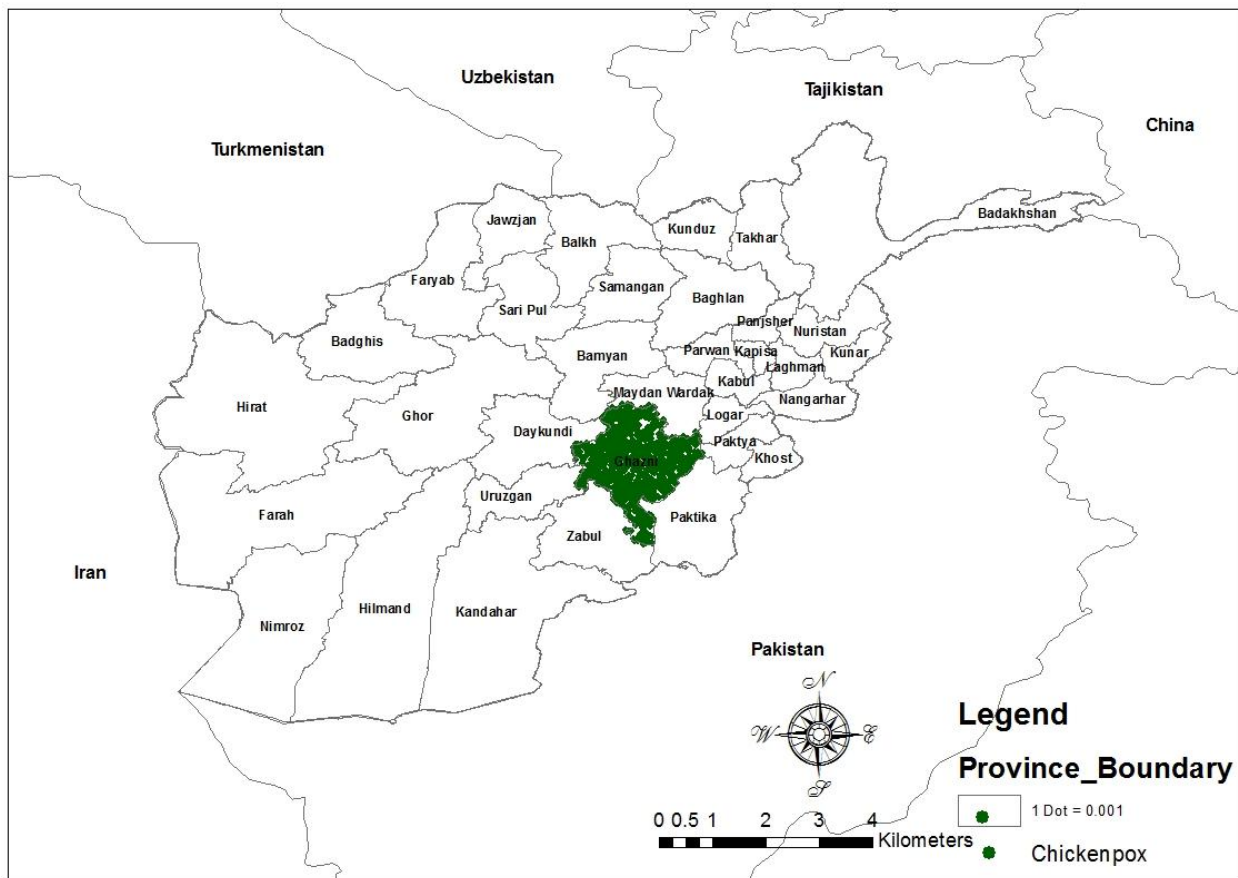 Uzbekistan
Tajikistan
China
Turkmenistan
Badakhshan
Jawzjan
Kunduz
Takhar
Balkh
Faryab
Samangan
Baghlan
Sari Pul
Panjsher
Nuristan
Badghis
Bamyan
Parwan
Kapisa
Kunar
Laghman
Kabul
Maydan Wardak
Nangarhar
Hirat
Ghor
Logar
Daykundi
Paktya
Khost
Ghazni
Uruzgan
Farah
Paktika
Zabul
Iran
Hilmand
Kandahar
Nimroz
Pakistan
N
W
E
S
Legend
Province_Boundary
1 Dot = 0.001
Chickenpox
0 0.5 1 2 3 4
Kilometers